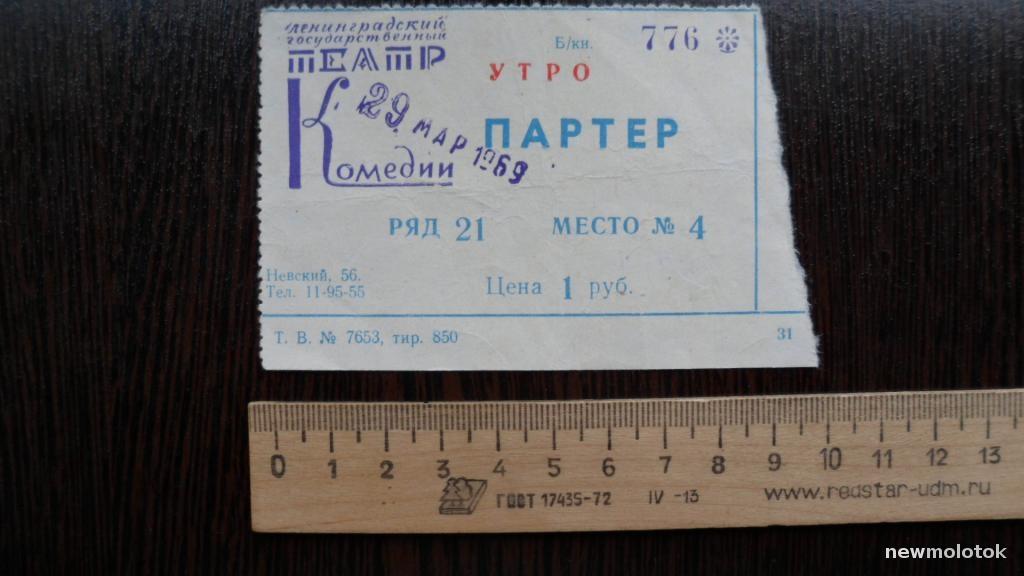 Ленинградский
государственный
ТЕАТР
Комедии
29 МАР 1969
Б/кн. 776
УТРО
ПАРТЕР
РЯД 21 МЕСТО № 4
Невский, 56.
Тел. 11-95-55
Цена 1 руб.
Т. В. № 7653, тир. 850 31
0 1 2 3 4 5 6 7 8 9 10 11 12 13
ГОСТ 17435-72 IV -13 www.redstar-udm.ru
newmolotok